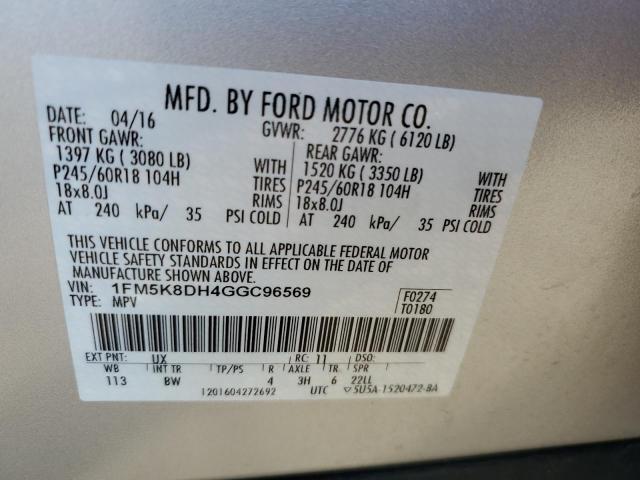 MFD. BY FORD MOTOR CO.
DATE: 04/16 GVWR: 2776 KG ( 6120 LB)
FRONT GAWR: REAR GAWR:
1397 KG ( 3080 LB) WITH 1520 KG ( 3350 LB) WITH
P245/60R18 104H TIRES P245/60R18 104H TIRES
18x8.0J RIMS 18x8.0J RIMS
AT 240 kPa/ 35 PSI COLD AT 240 kPa/ 35 PSI COLD
THIS VEHICLE CONFORMS TO ALL APPLICABLE FEDERAL MOTOR
VEHICLE SAFETY STANDARDS IN EFFECT ON THE DATE OF
MANUFACTURE SHOWN ABOVE.
VIN: 1FM5K8DH4GGC96569 F0274
TYPE: MPV T0180
EXT PNT: UX RC: 11 DSO:
WB INT TR TP/PS R AXLE TR SPR
113 BW 4 3H 6 22LL
1201604272692 UTC ▽5U5A-1520472-BA